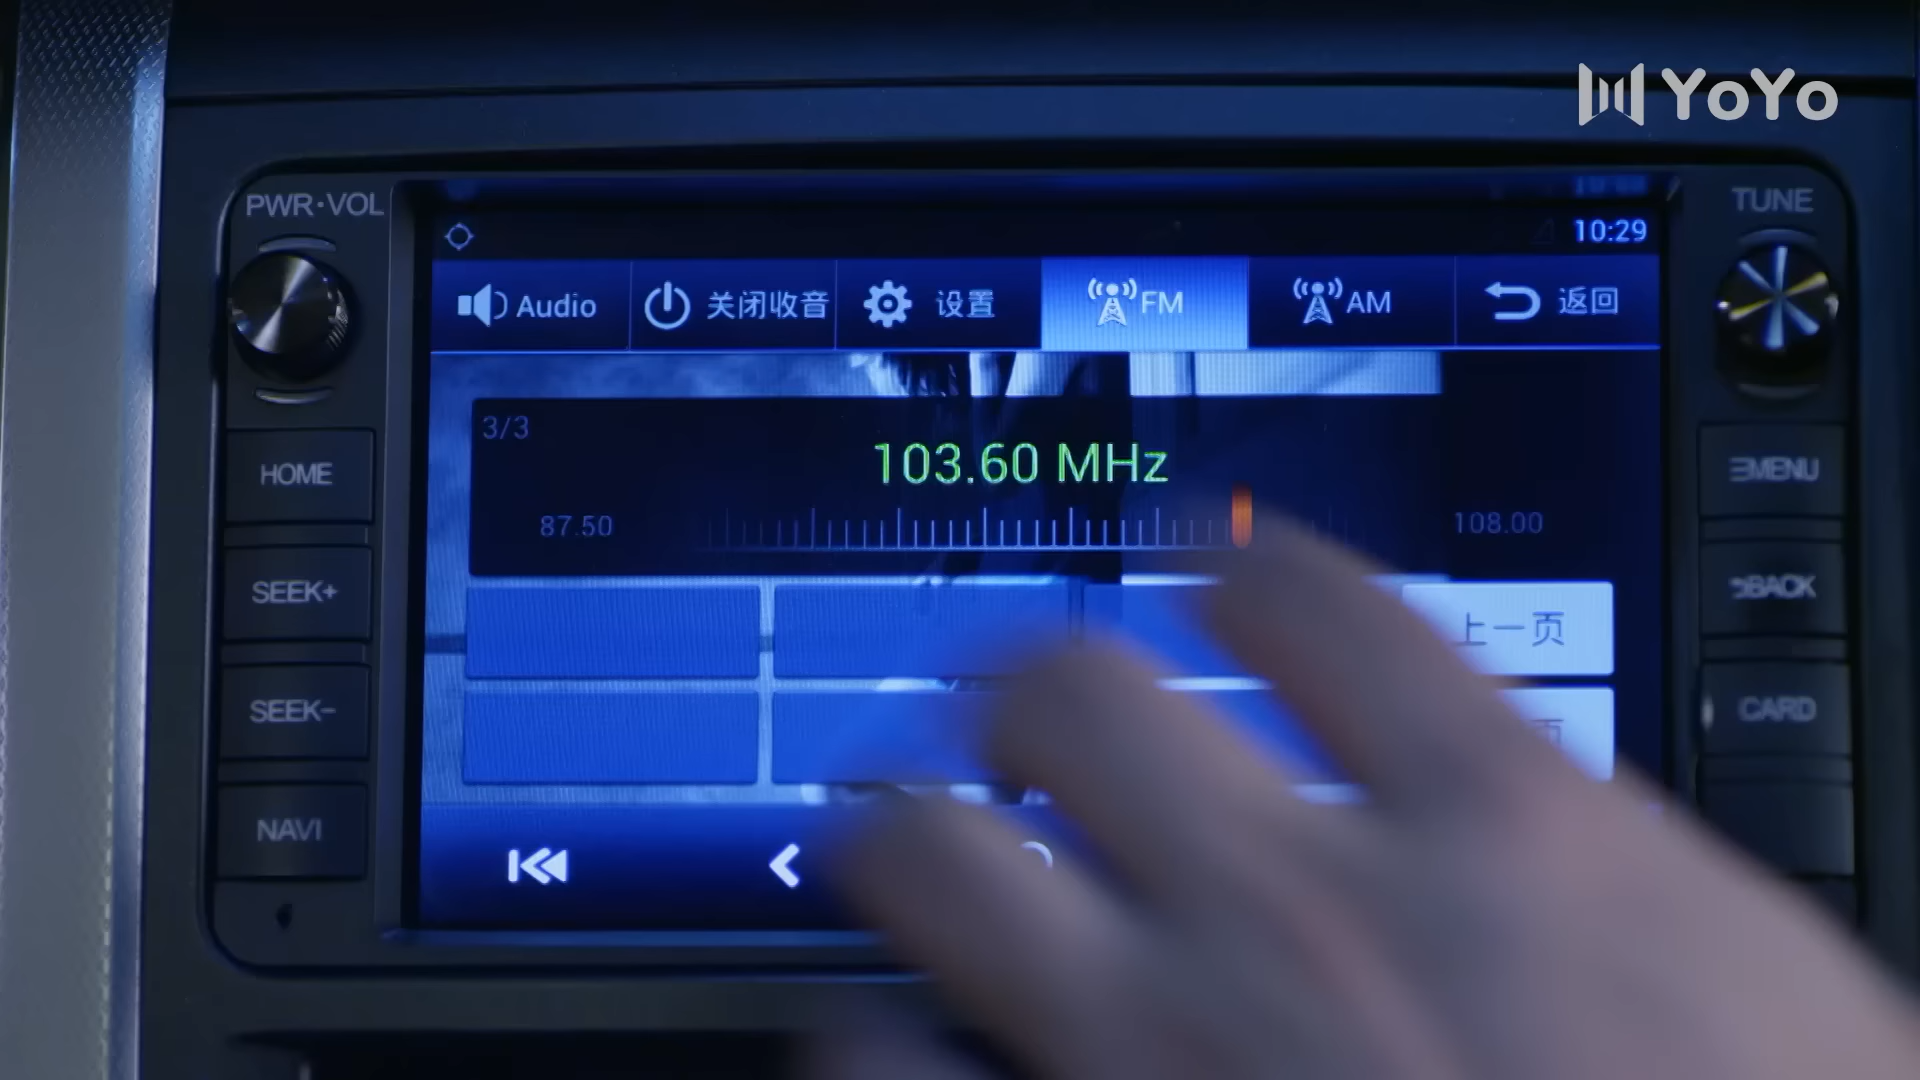 YoYo
PWR·VOL
TUNE
10:29
Audio
关闭收音
设置
FM
AM
返回
3/3
103.60 MHz
87.50
108.00
HOME
SEEK+
SEEK-
NAVI
MENU
BACK
CARD
上一页
页